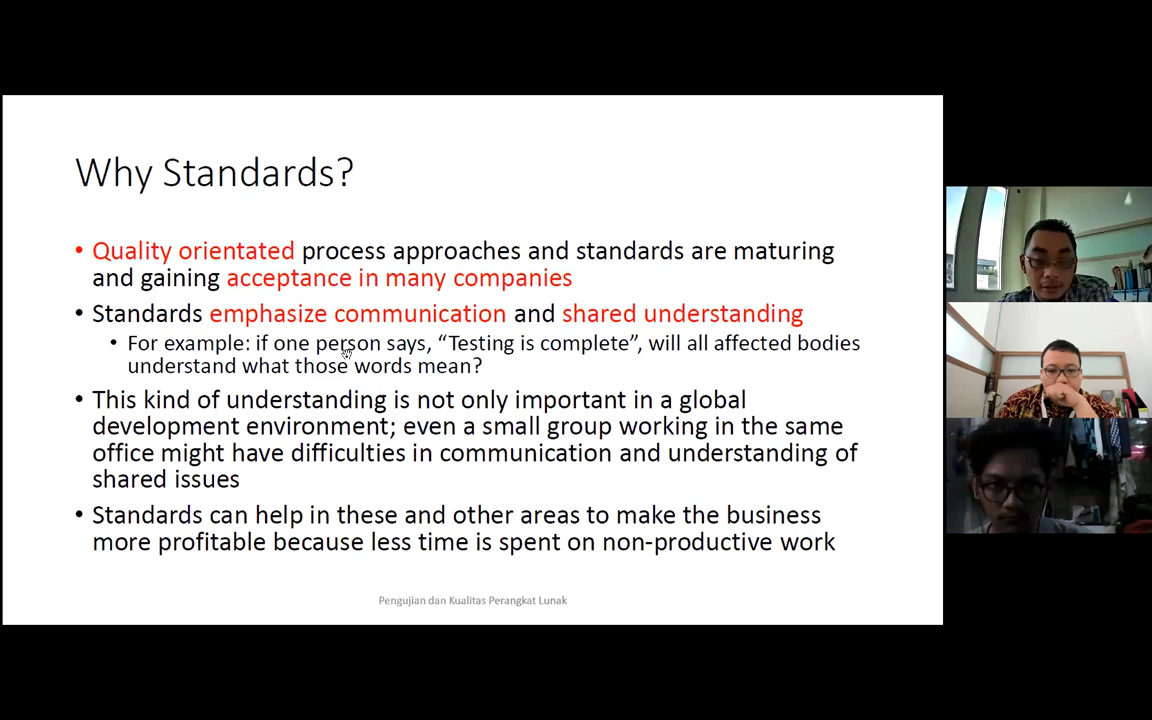 Why Standards?
• Quality orientated process approaches and standards are maturing
and gaining acceptance in many companies
• Standards emphasize communication and shared understanding
• For example: if one person says, “Testing is complete”, will all affected bodies
understand what those words mean?
• This kind of understanding is not only important in a global
development environment; even a small group working in the same
office might have difficulties in communication and understanding of
shared issues
• Standards can help in these and other areas to make the business
more profitable because less time is spent on non-productive work
Pengujian dan Kualitas Perangkat Lunak